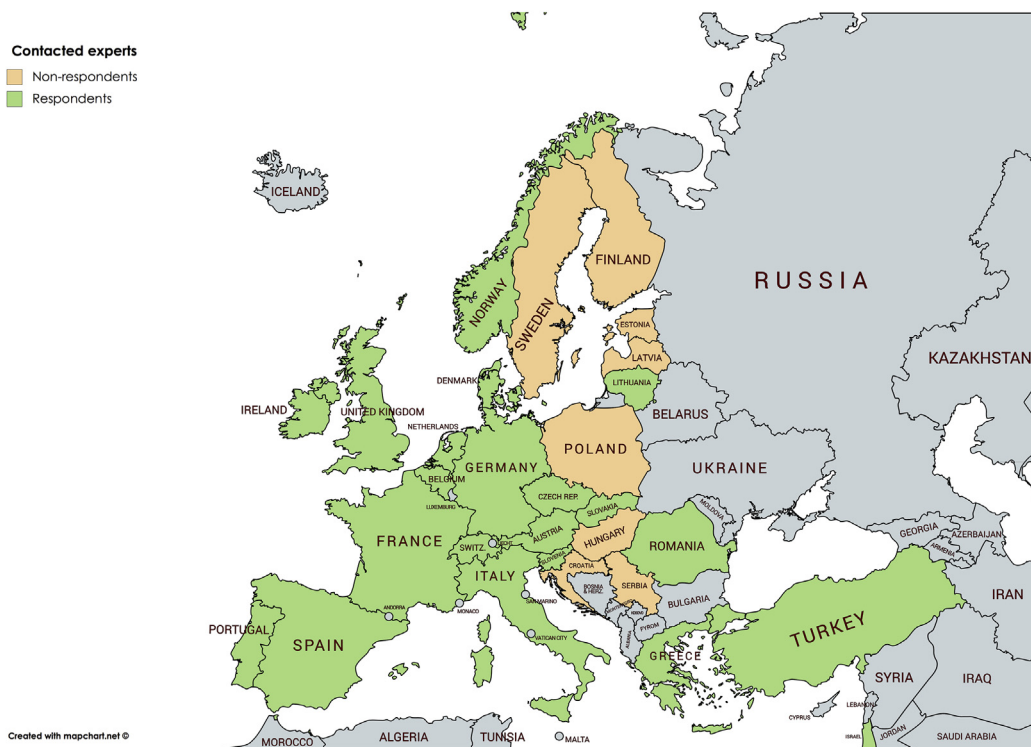 Contacted experts
Non-respondents
Respondents
ICELAND
RUSSIA
FINLAND
NORWAY
SWEDEN
ESTONIA
LATVIA
LITHUANIA
KAZAKHSTAN
DENMARK
IRELAND
UNITED KINGDOM
NETHERLANDS
BELARUS
POLAND
GERMANY
UKRAINE
BELGIUM
LUXEMBURG
CZECH REP.
SLOVAKIA
MOLDOVA
FRANCE
SWITZ.
LIECHT.
AUSTRIA
HUNGARY
ROMANIA
GEORGIA
AZERBAIJAN
ARMENIA
SLOVENIA
CROATIA
ITALY
BOSNIA
& HERZ.
SERBIA
SAN MARINO
MONACO
ANDORRA
MONTENEGRO
KOSOVO
BULGARIA
IRAN
PORTUGAL
SPAIN
VATICAN CITY
FYROM
ALBANIA
GREECE
TURKEY
SYRIA
IRAQ
LEBANON
CYPRUS
ISRAEL
JORDAN
SAUDI ARABIA
Created with mapchart.net ©
MOROCCO
ALGERIA
TUNISIA
MALTA